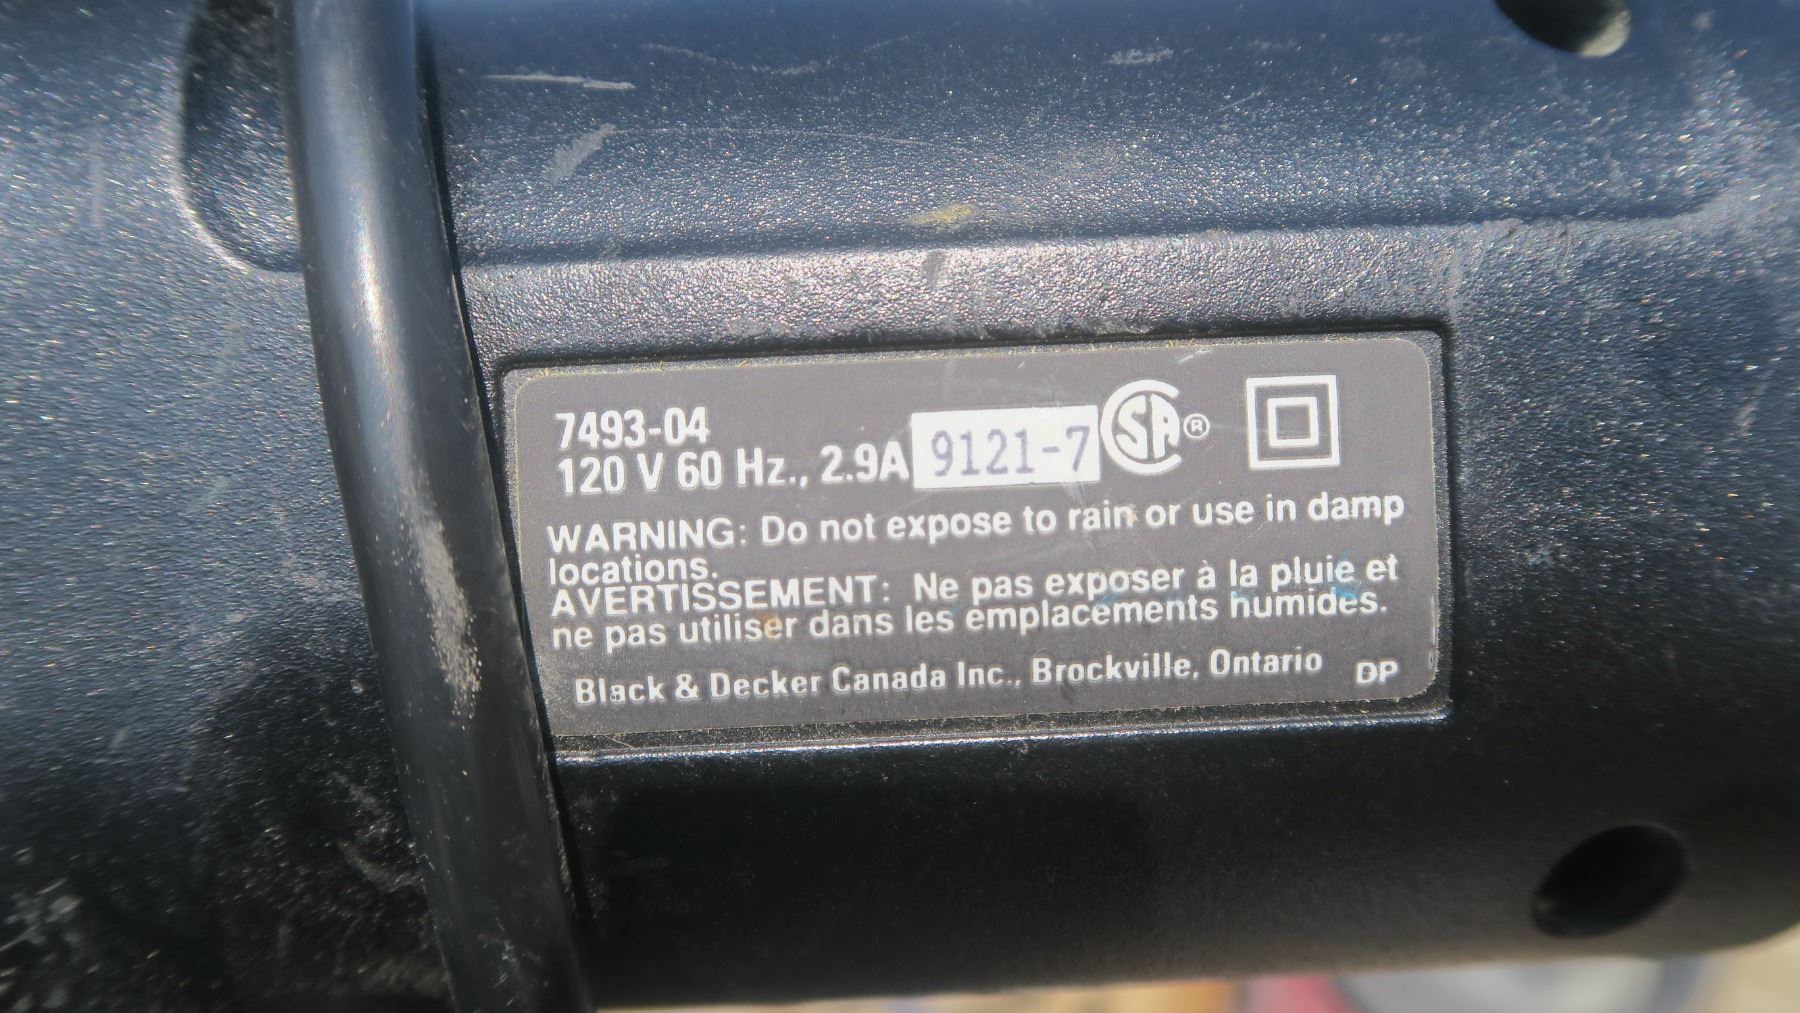 7493-04
120 V 60 Hz., 2.9A 9121-7 SA ®
WARNING: Do not expose to rain or use in damp
locations.
AVERTISSEMENT: Ne pas exposer à la pluie et
ne pas utiliser dans les emplacements humides.
Black & Decker Canada Inc., Brockville, Ontario DP